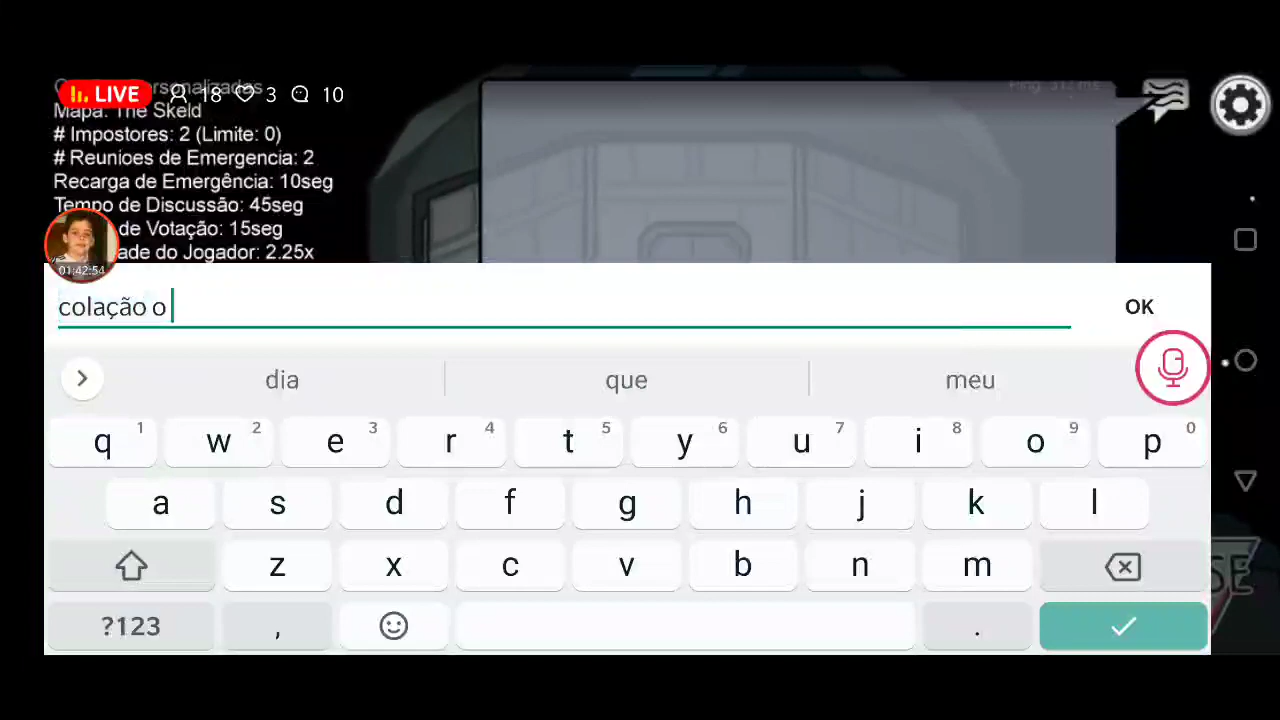 LIVE 18 3 10
Mapa: The Skeld
# Impostores: 2 (Limite: 0)
# Reunioes de Emergencia: 2
Recarga de Emergência: 10seg
Tempo de Discussão: 45seg
de Votação: 15seg
ade do Jogador: 2.25x
01:42:54
colação o
OK
dia que meu
q 1 w 2 e 3 r 4 t 5 y 6 u 7 i 8 o 9 p 0
a s d f g h j k l
z x c v b n m
?123 , .